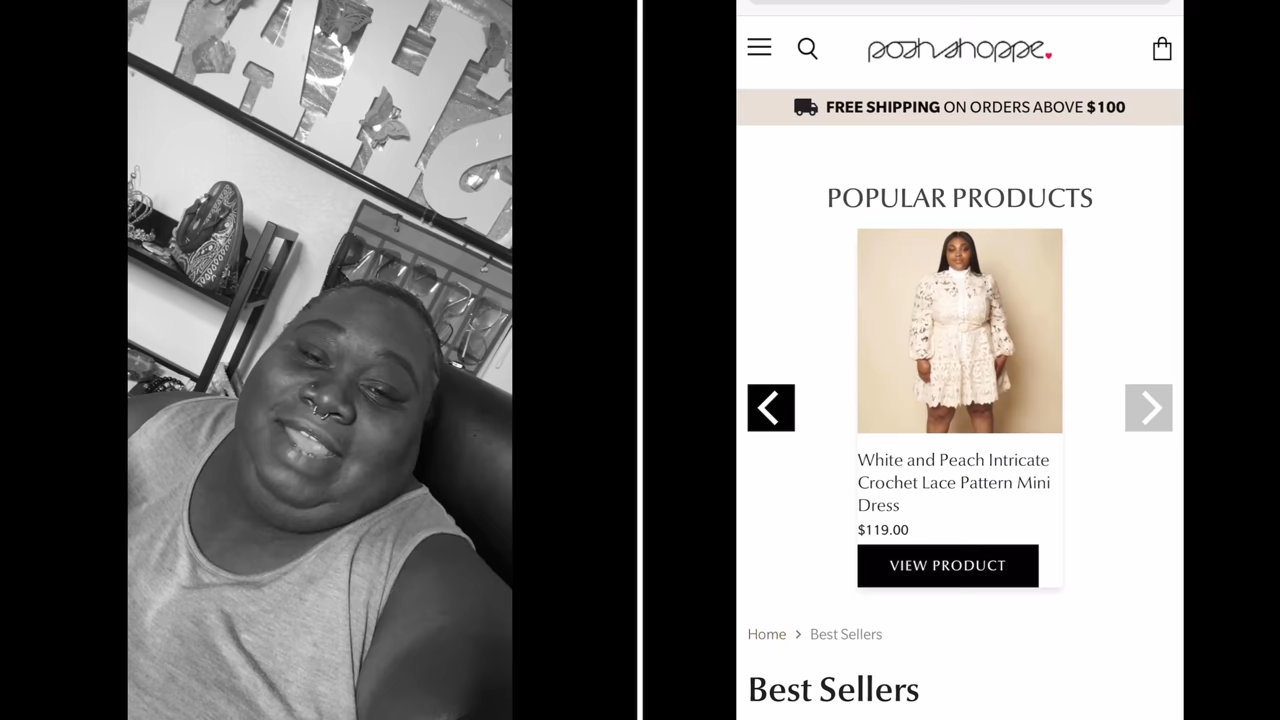 poshshoppe
FREE SHIPPING ON ORDERS ABOVE $100
POPULAR PRODUCTS
White and Peach Intricate
Crochet Lace Pattern Mini
Dress
$119.00
VIEW PRODUCT
Home > Best Sellers
Best Sellers